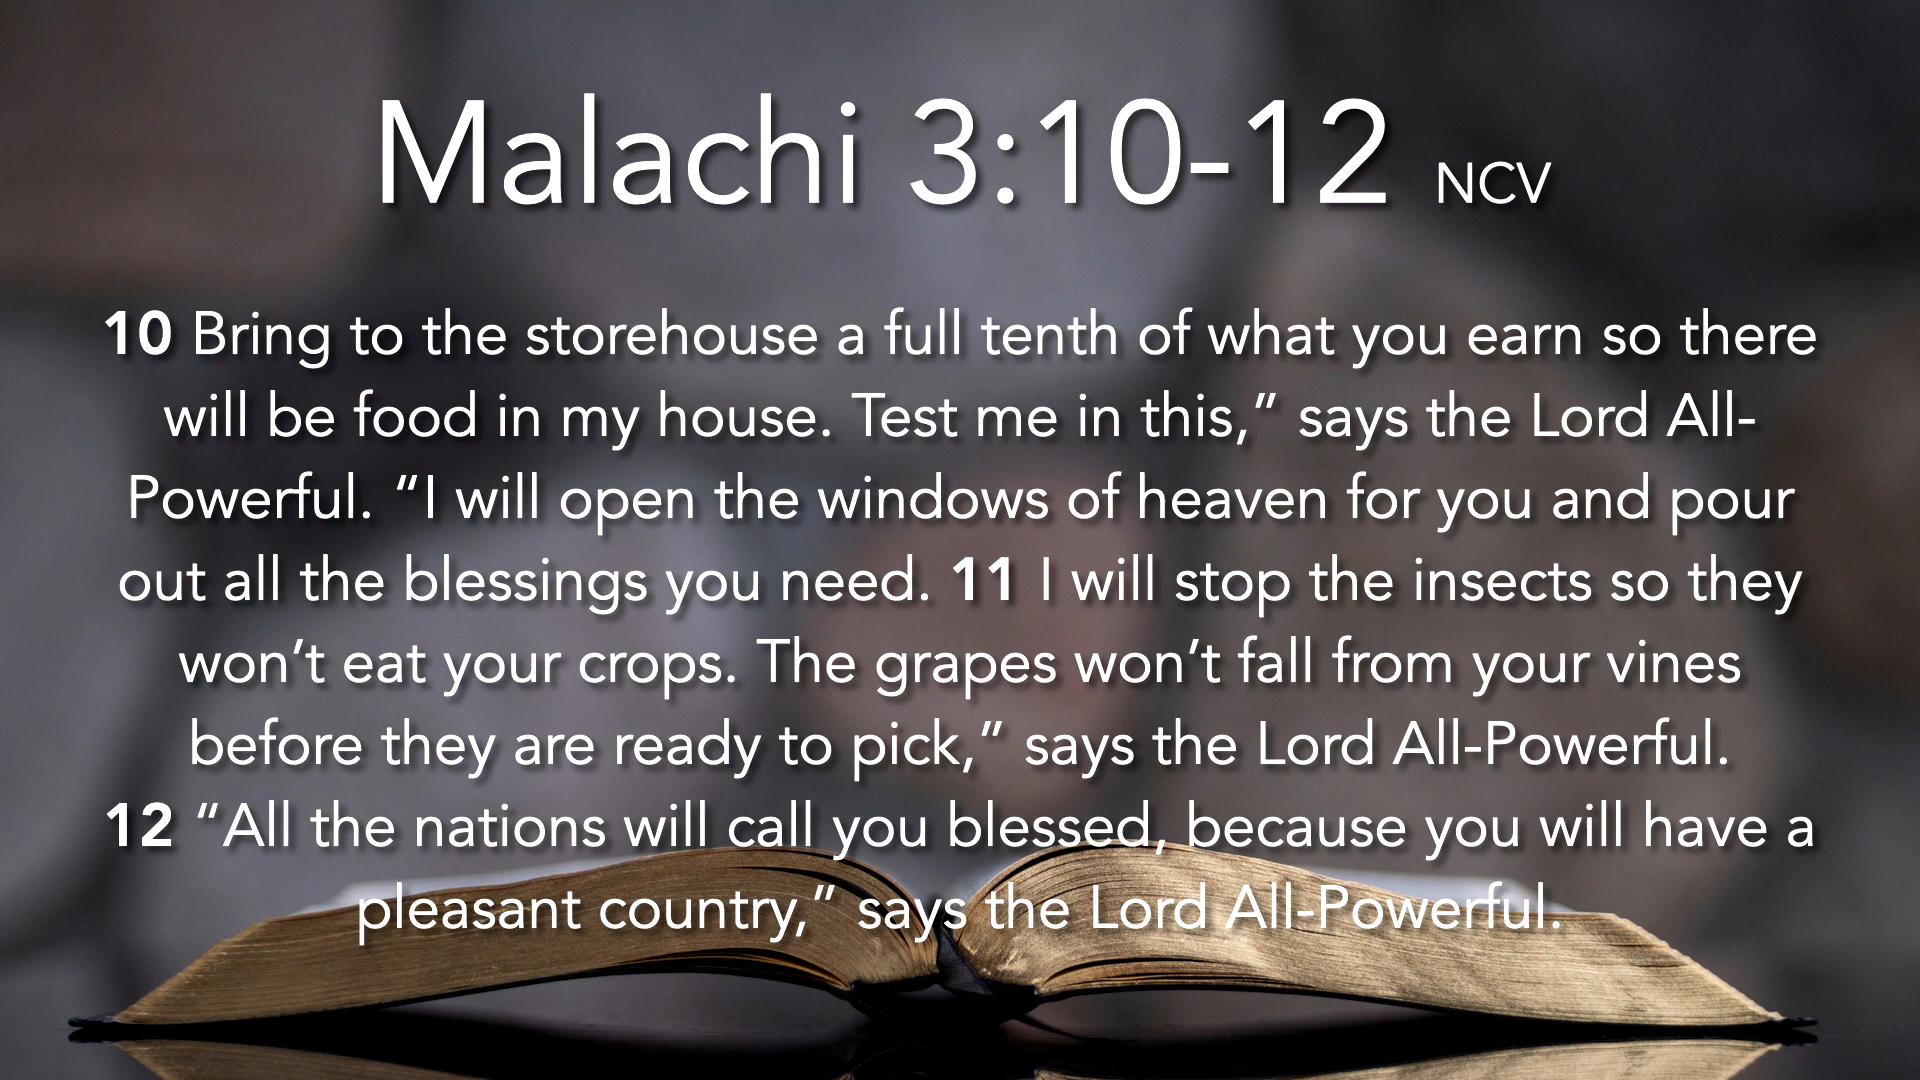 Malachi 3:10-12 NCV
10 Bring to the storehouse a full tenth of what you earn so there
will be food in my house. Test me in this,” says the Lord All-
Powerful. “I will open the windows of heaven for you and pour
out all the blessings you need. 11 I will stop the insects so they
won’t eat your crops. The grapes won’t fall from your vines
before they are ready to pick,” says the Lord All-Powerful.
12 “All the nations will call you blessed, because you will have a
pleasant country,” says the Lord All-Powerful.